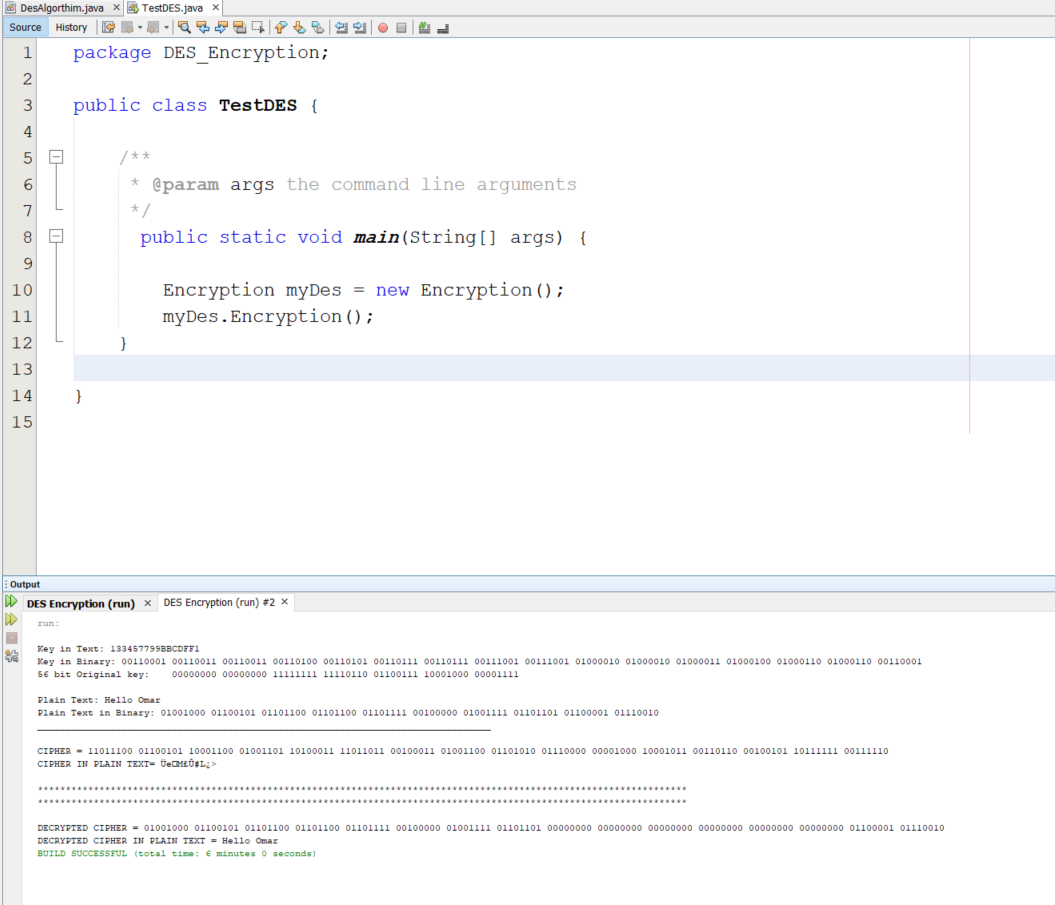 DesAlgorthim.java × TestDES.java ×
Source History
1 package DES_Encryption;
2
3 public class TestDES {
4
5 /**
6 * @param args the command line arguments
7 */
8 public static void main(String[] args) {
9
10 Encryption myDes = new Encryption();
11 myDes.Encryption();
12 }
13
14 }
15
Output
DES Encryption (run) × DES Encryption (run) #2 ×
run:
Key in Text: 133457799BBCDFF1
Key in Binary: 00110001 00110011 00110011 00110100 00110101 00110111 00110111 00111001 00111001 01000010 01000010 01000011 01000100 01000110 01000110 00110001
56 bit Original key: 00000000 00000000 11111111 11110110 01100111 10001000 00001111
Plain Text: Hello Omar
Plain Text in Binary: 01001000 01100101 01101100 01101100 01101111 00100000 01001111 01101101 01100001 01110010
CIPHER = 11011100 01100101 10001100 01001101 10100011 11011011 00100011 01001100 01101010 01110000 00001000 10001011 00110110 00100101 10111111 00111110
CIPHER IN PLAIN TEXT= Üe□M£Û#L¿>
********************************************************************************************************************
********************************************************************************************************************
DECRYPTED CIPHER = 01001000 01100101 01101100 01101100 01101111 00100000 01001111 01101101 00000000 00000000 00000000 00000000 00000000 00000000 01100001 01110010
DECRYPTED CIPHER IN PLAIN TEXT = Hello Omar
BUILD SUCCESSFUL (total time: 6 minutes 0 seconds)